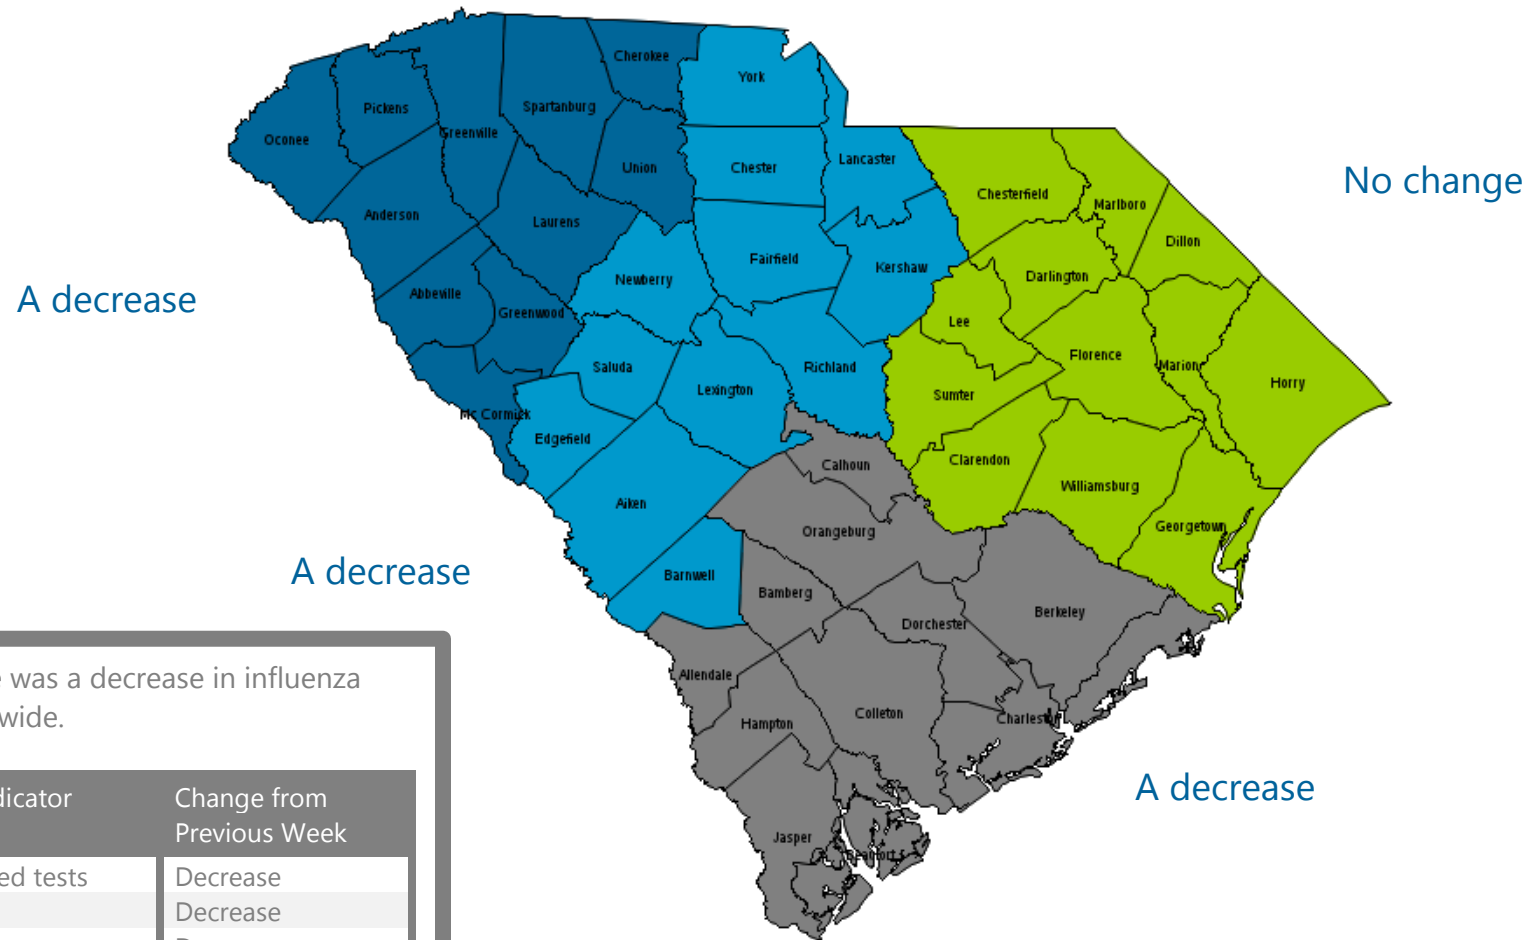 Cherokee
York
Pickens
Spartanburg
Greenville
Oconee
Union
Chester
Lancaster
No change
Chesterfield
Marlboro
Anderson
Laurens
Dillon
Fairfield
Kershaw
Newberry
Darlington
A decrease
Abbeville
Greenwood
Lee
Florence
Saluda
Richland
Marion
Horry
Lexington
Sumter
Mc Cormick
Edgefield
Clarendon
Calhoun
Williamsburg
Aiken
Orangeburg
Georgetown
A decrease
Barnwell
Bamberg
Berkeley
Dorchester
Allendale
Colleton
Charleston
Hampton
A decrease
Jasper
Beaufort
was a decrease in influenza
wide.
Change from
Previous Week
tests
Decrease
Decrease